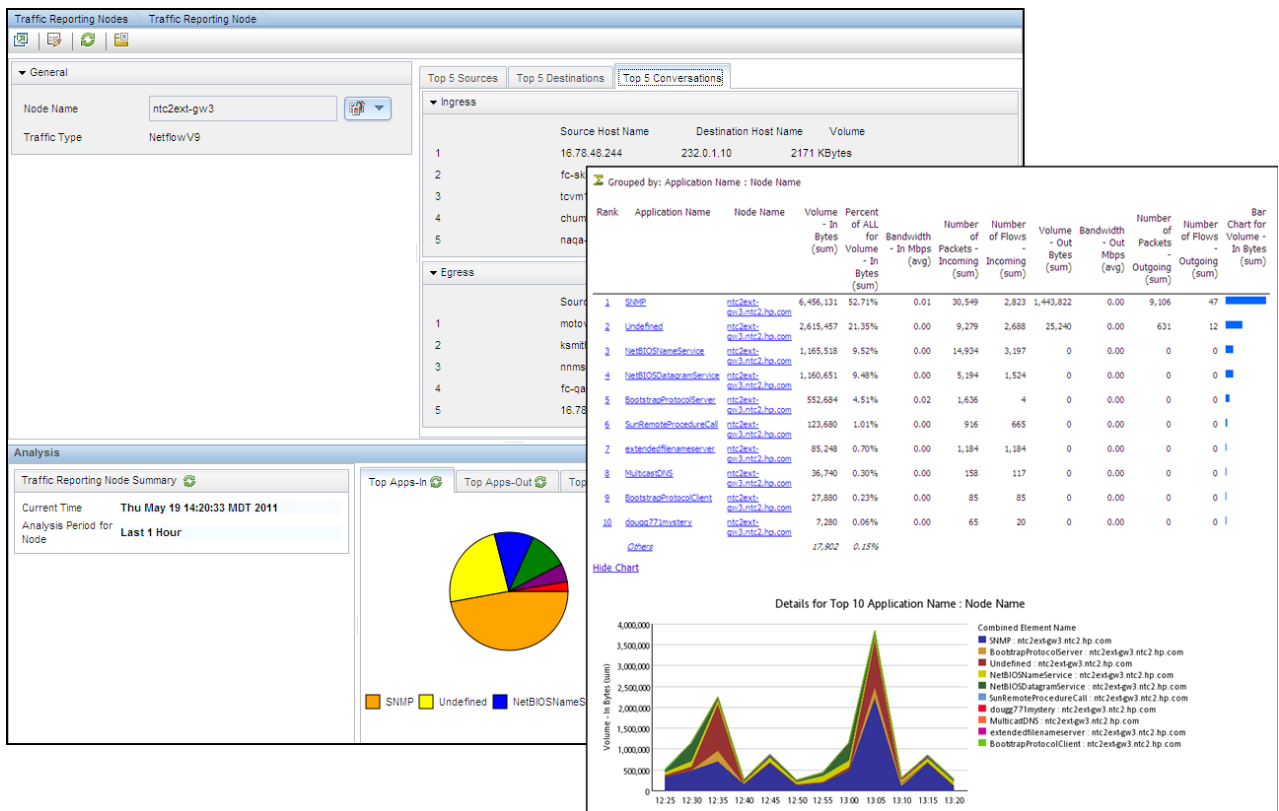 Traffic Reporting Nodes Traffic Reporting Node
General
Node Name ntc2ext-gw3
Traffic Type NetflowV9
Top 5 Sources Top 5 Destinations Top 5 Conversations
Ingress
Source Host Name Destination Host Name Volume
1 16.78.48.244 232.0.1.10 2171 KBytes
2 fc-sk
3 tcvm
4 chum
5 naqa-
Egress
Sour
1 moto
2 ksmit
3 nnms
4 fc-qa
5 16.78
Analysis
Traffic Reporting Node Summary
Current Time Thu May 19 14:20:33 MDT 2011
Analysis Period for Node Last 1 Hour
Top Apps-In Top Apps-Out Top
SNMP Undefined NetBIOSNameS
Grouped by: Application Name : Node Name
Rank Application Name Node Name Volume - In Bytes (sum) Percent of ALL for Volume - In Bytes (sum) Bandwidth - In Mbps (avg) Number of Packets - Incoming (sum) Number of Flows - Incoming (sum) Volume - Out Bytes (sum) Bandwidth - Out Mbps (avg) Number of Packets - Outgoing (sum) Number of Flows - Outgoing (sum) Bar Chart for Volume - In Bytes (sum)
1 SNMP ntc2ext-gw3.ntc2.hp.com 6,456,131 52.71% 0.01 30,549 2,823 1,443,822 0.00 9,106 47
2 Undefined ntc2ext-gw3.ntc2.hp.com 2,615,457 21.35% 0.00 9,279 2,688 25,240 0.00 631 12
3 NetBIOSNameService ntc2ext-gw3.ntc2.hp.com 1,165,518 9.52% 0.00 14,934 3,197 0 0.00 0 0
4 NetBIOSDatagramService ntc2ext-gw3.ntc2.hp.com 1,160,651 9.48% 0.00 5,194 1,524 0 0.00 0 0
5 BootstrapProtocolServer ntc2ext-gw3.ntc2.hp.com 552,684 4.51% 0.02 1,636 4 0 0.00 0 0
6 SunRemoteProcedureCall ntc2ext-gw3.ntc2.hp.com 123,680 1.01% 0.00 916 665 0 0.00 0 0
7 extendedfilenameserver ntc2ext-gw3.ntc2.hp.com 85,248 0.70% 0.00 1,184 1,184 0 0.00 0 0
8 MulticastDNS ntc2ext-gw3.ntc2.hp.com 36,740 0.30% 0.00 158 117 0 0.00 0 0
9 BootstrapProtocolClient ntc2ext-gw3.ntc2.hp.com 27,880 0.23% 0.00 85 85 0 0.00 0 0
10 dougg771mystery ntc2ext-gw3.ntc2.hp.com 7,280 0.06% 0.00 65 20 0 0.00 0 0
Others 17,902 0.15%
Hide Chart
Details for Top 10 Application Name : Node Name
Volume - In Bytes (sum)
4,000,000
3,500,000
3,000,000
2,500,000
2,000,000
1,500,000
1,000,000
500,000
0
12:25 12:30 12:35 12:40 12:45 12:50 12:55 13:00 13:05 13:10 13:15 13:20
Combined Element Name
SNMP : ntc2ext-gw3.ntc2.hp.com
BootstrapProtocolServer : ntc2ext-gw3.ntc2.hp.com
Undefined : ntc2ext-gw3.ntc2.hp.com
NetBIOSNameService : ntc2ext-gw3.ntc2.hp.com
NetBIOSDatagramService : ntc2ext-gw3.ntc2.hp.com
SunRemoteProcedureCall : ntc2ext-gw3.ntc2.hp.com
dougg771mystery : ntc2ext-gw3.ntc2.hp.com
MulticastDNS : ntc2ext-gw3.ntc2.hp.com
extendedfilenameserver : ntc2ext-gw3.ntc2.hp.com
BootstrapProtocolClient : ntc2ext-gw3.ntc2.hp.com